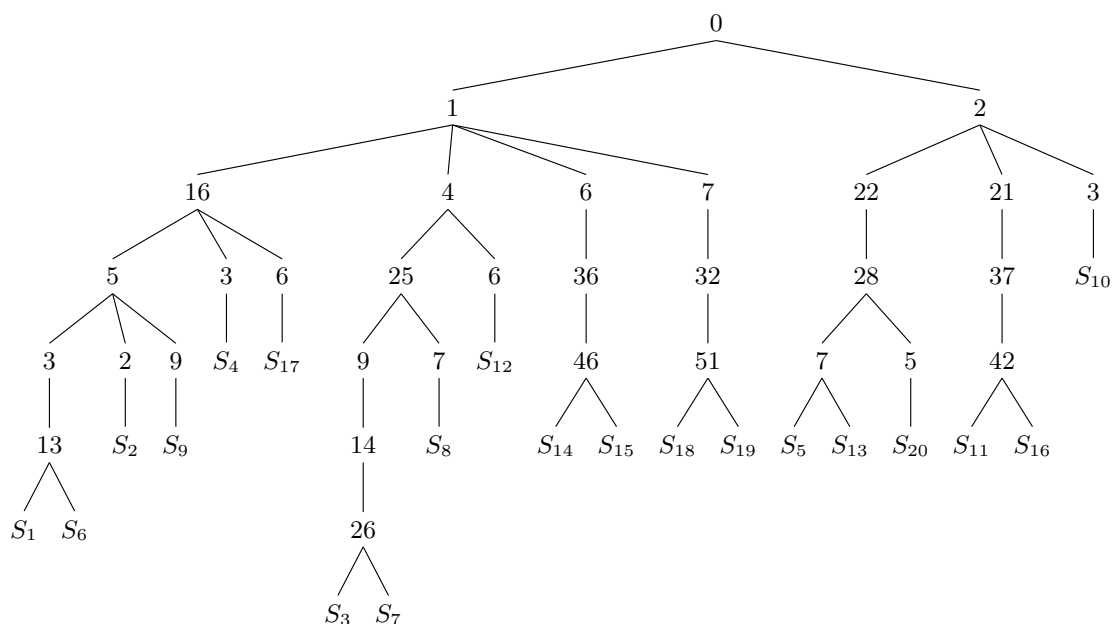 0
1 2
16 4 6 7 22 21 3
5 3 6 25 6 36 32 28 37 S₁₀
3 2 9 S₄ S₁₇ 9 7 S₁₂ 46 51 7 5 42
13 S₂ S₉ 14 S₈ S₁₄ S₁₅ S₁₈ S₁₉ S₅ S₁₃ S₂₀ S₁₁ S₁₆
S₁ S₆ 26
S₃ S₇